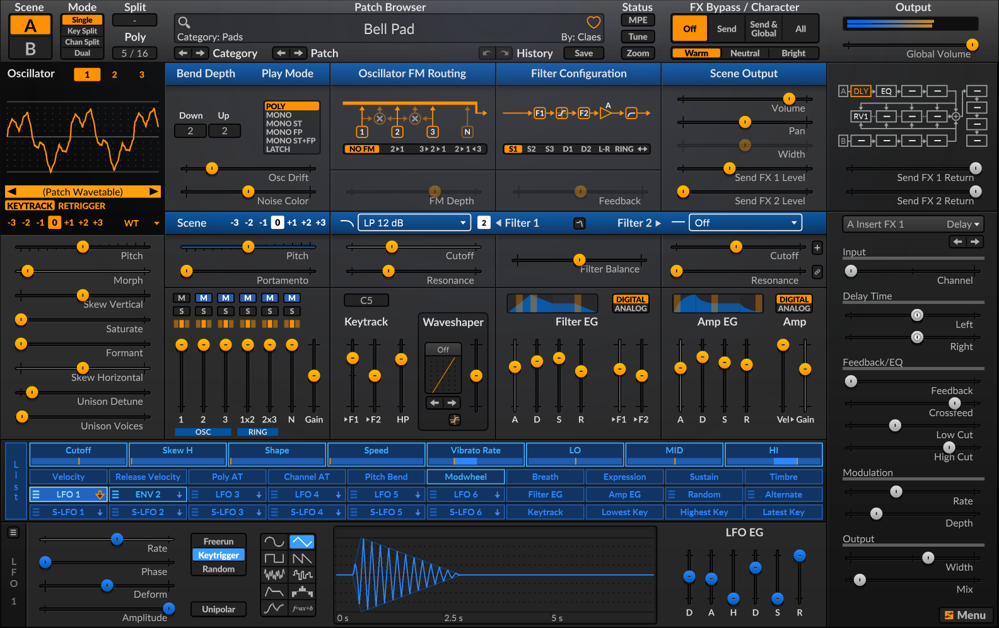 Scene
A
B
Mode
Single
Key Split
Chan Split
Dual
Split
-
Poly
5 / 16
Patch Browser
Bell Pad
Category: Pads
By: Claes
Category
Patch
History
Save
Status
MPE
Tune
Zoom
FX Bypass / Character
Off
Send
Send &
Global
All
Warm
Neutral
Bright
Output
Global Volume
Oscillator
1
2
3
(Patch Wavetable)
KEYTRACK RETRIGGER
-3 -2 -1 0 +1 +2 +3
WT
Pitch
Morph
Skew Vertical
Saturate
Formant
Skew Horizontal
Unison Detune
Unison Voices
Bend Depth
Play Mode
Down
Up
2
2
POLY
MONO
MONO ST
MONO FP
MONO ST+FP
LATCH
Osc Drift
Noise Color
Oscillator FM Routing
1
2
3
N
NO FM
2▸1
3▸2▸1
2▸1◂3
FM Depth
Filter Configuration
F1
F2
A
S1 S2 S3 D1 D2 L-R RING
Feedback
Scene Output
Volume
Pan
Width
Send FX 1 Level
Send FX 2 Level
A
DLY
EQ
RV1
B
Send FX 1 Return
Send FX 2 Return
Scene
-3 -2 -1 0 +1 +2 +3
Pitch
Portamento
LP 12 dB
2
Filter 1
Filter 2
Off
Cutoff
Resonance
Filter Balance
Cutoff
Resonance
+
M M M M M M
S S S S S S
1 2 3 1x2 2x3 N Gain
OSC
RING
C5
Keytrack
▸F1 ▸F2 HP
Waveshaper
Off
DIGITAL
ANALOG
Filter EG
A D S R
▸F1 ▸F2
DIGITAL
ANALOG
Amp EG
Amp
A D S R
Vel▸Gain
A Insert FX 1
Delay
Input
Channel
Delay Time
Left
Right
Feedback/EQ
Feedback
Crossfeed
Low Cut
High Cut
Modulation
Rate
Depth
Output
Width
Mix
Menu
List
Cutoff
Skew H
Shape
Speed
Vibrato Rate
LO
MID
HI
Velocity
Release Velocity
Poly AT
Channel AT
Pitch Bend
Modwheel
Breath
Expression
Sustain
Timbre
LFO 1
ENV 2
LFO 3
LFO 4
LFO 5
LFO 6
Filter EG
Amp EG
Random
Alternate
S-LFO 1
S-LFO 2
S-LFO 3
S-LFO 4
S-LFO 5
S-LFO 6
Keytrack
Lowest Key
Highest Key
Latest Key
LFO 1
Rate
Phase
Deform
Amplitude
Freerun
Keytrigger
Random
Unipolar
f=ax+b
0 s
2.5 s
5 s
LFO EG
D A H D S R